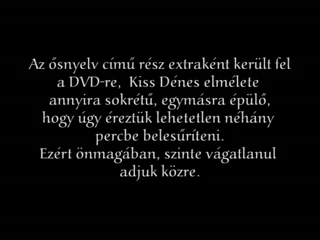 Az ősnyelv című rész extraként került fel
a DVD-re, Kiss Dénes elmélete
annyira sokrétű, egymásra épülő,
hogy úgy éreztük lehetetlen néhány
percbe belesűríteni.
Ezért önmagában, szinte vágatlanul
adjuk közre.